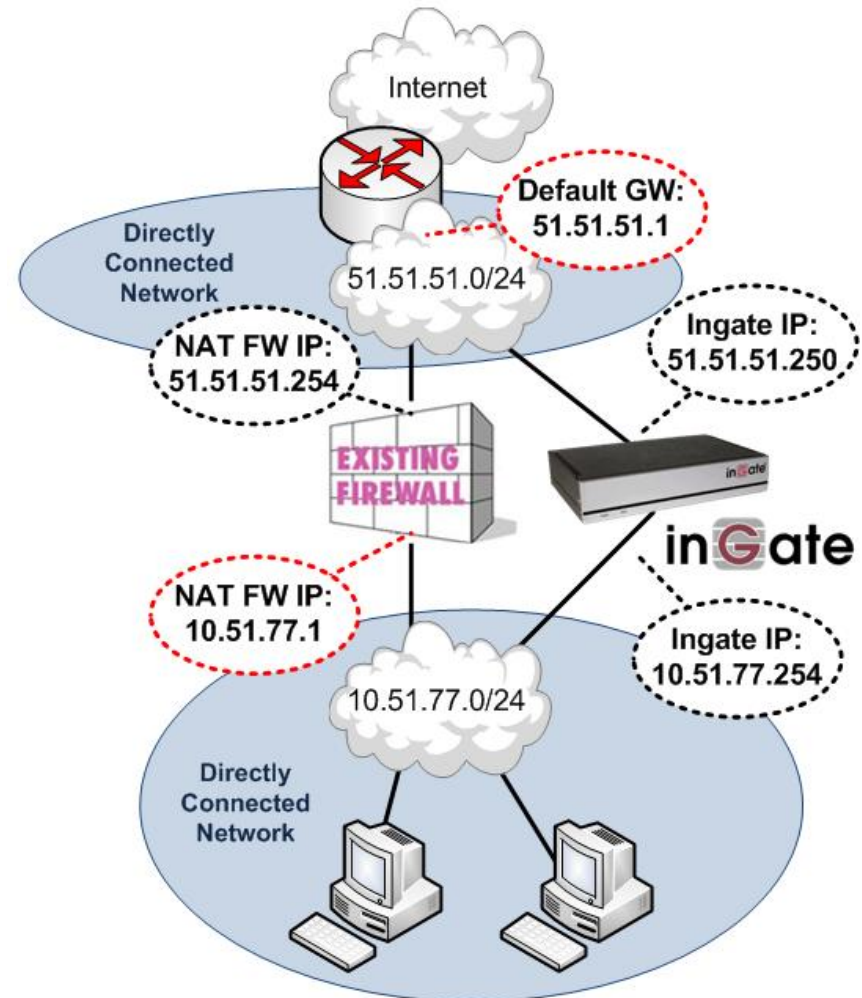 Internet
Default GW:
51.51.51.1
Directly
Connected
Network
51.51.51.0/24
NAT FW IP:
51.51.51.254
Ingate IP:
51.51.51.250
EXISTING
FIREWALL
inGate
inGate
NAT FW IP:
10.51.77.1
Ingate IP:
10.51.77.254
10.51.77.0/24
Directly
Connected
Network